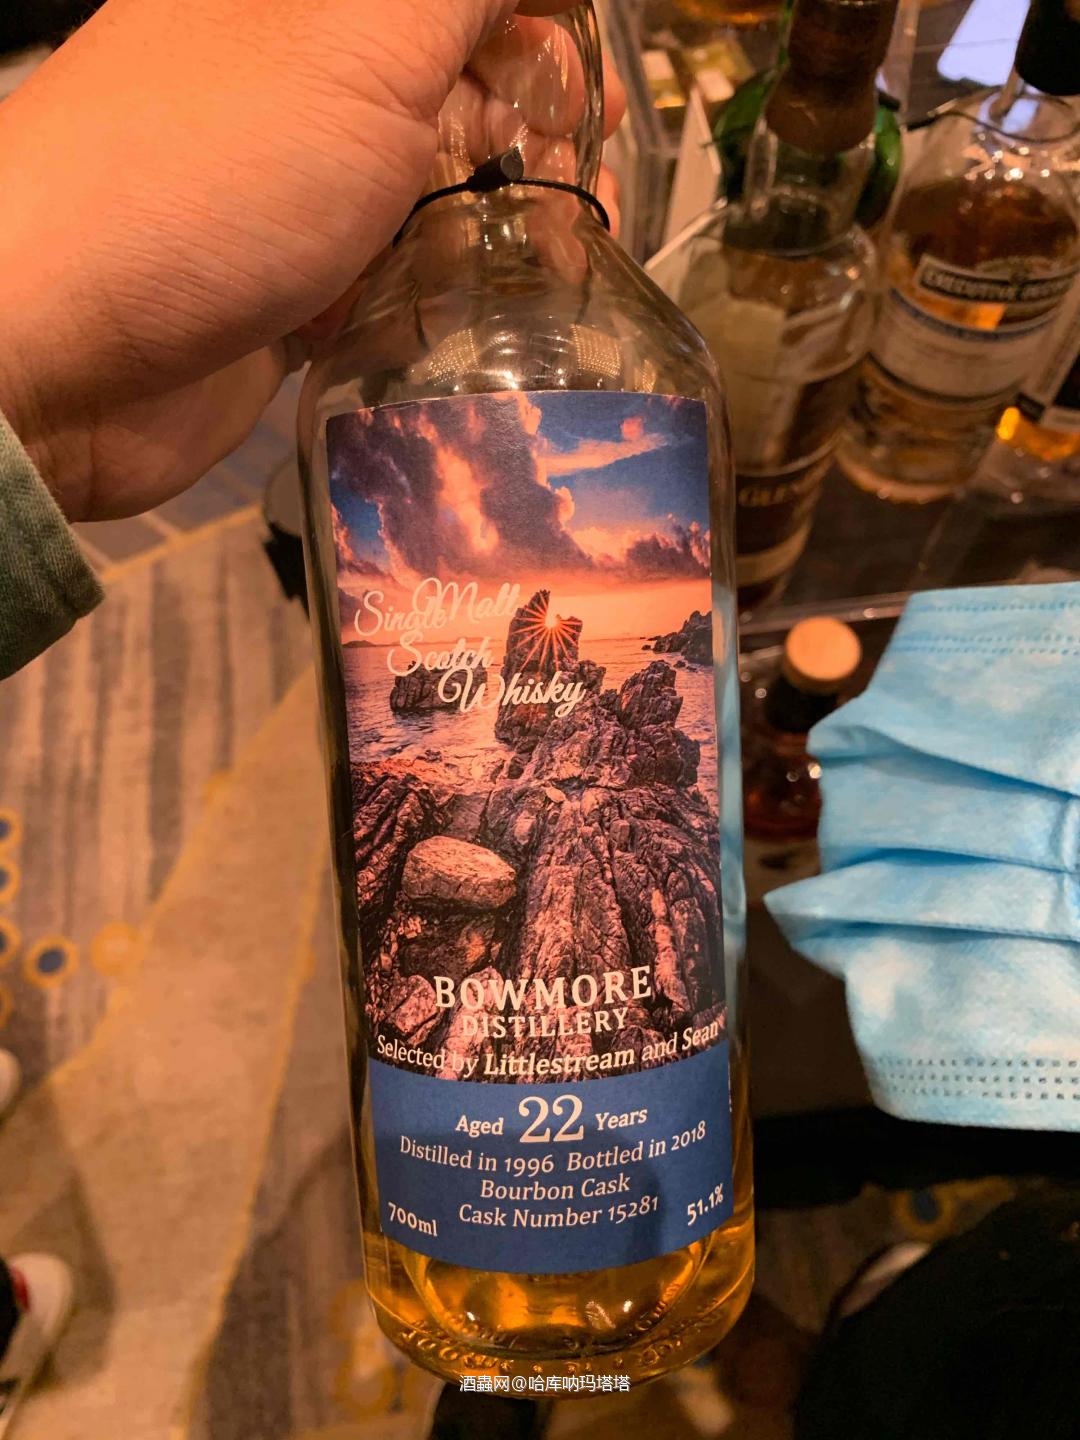 Single Malt
Scotch
Whisky
BOWMORE
DISTILLERY
Selected by Littlestream and Sean
Aged 22 Years
Distilled in 1996 Bottled in 2018
Bourbon Cask
Cask Number 15281
700ml
51.1%
酒蟲网@哈库呐玛塔塔